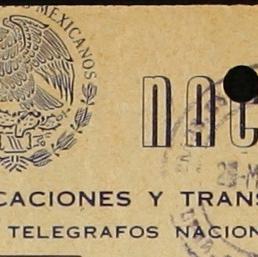 MEXICANOS
NAC
CACIONES Y TRANS
TELEGRAFOS NACION